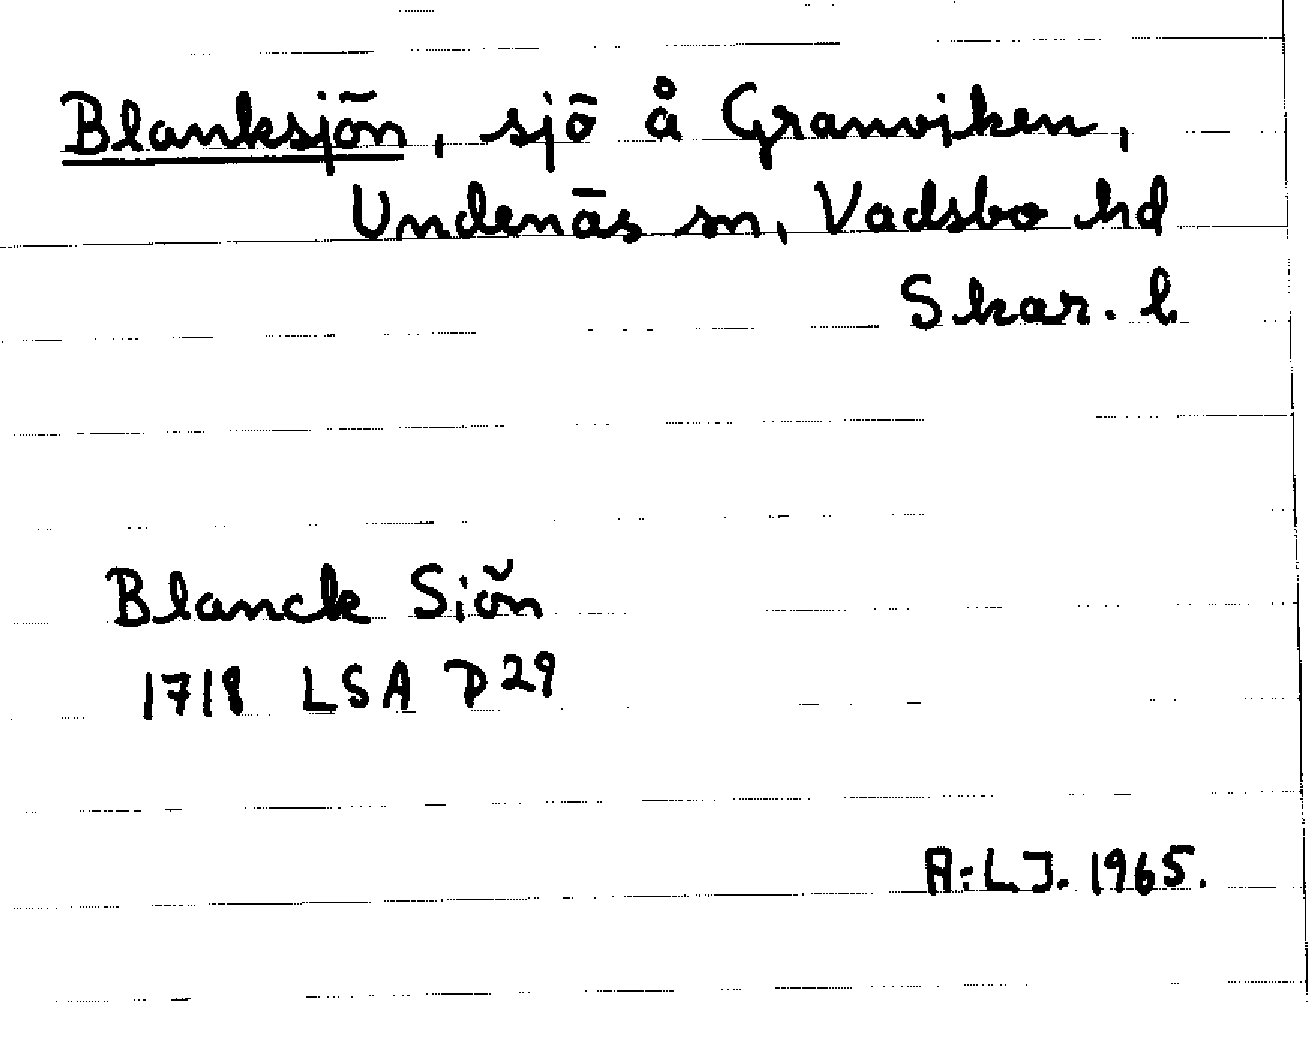 Blanksjön, sjö å Granviken,
Undenäs sn, Vadsbo hd
Skar. l.
Blanck Siön
1718 LSA D29
A-L.J. 1965.